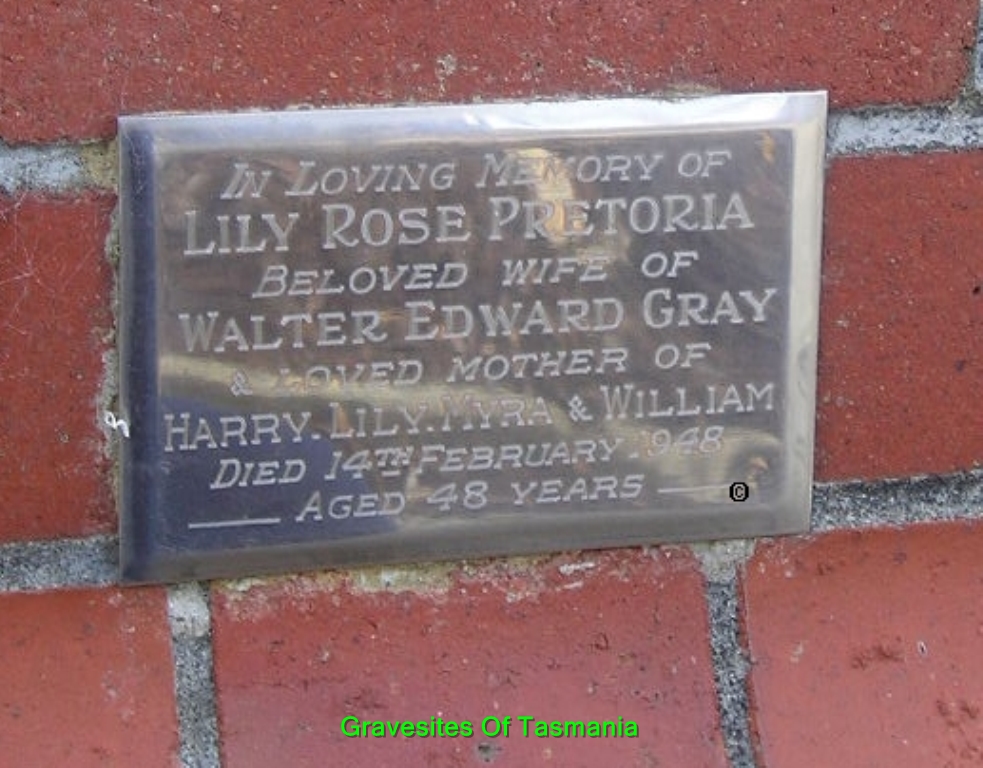 IN LOVING MEMORY OF
LILY ROSE PRETORIA
BELOVED WIFE OF
WALTER EDWARD GRAY
& LOVED MOTHER OF
HARRY. LILY. MYRA & WILLIAM
DIED 14TH FEBRUARY. 1948
AGED 48 YEARS
©
Gravesites Of Tasmania